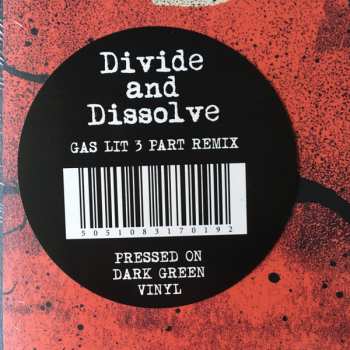 Divide
and
Dissolve
GAS LIT 3 PART REMIX
5051083170192
PRESSED ON
DARK GREEN
VINYL